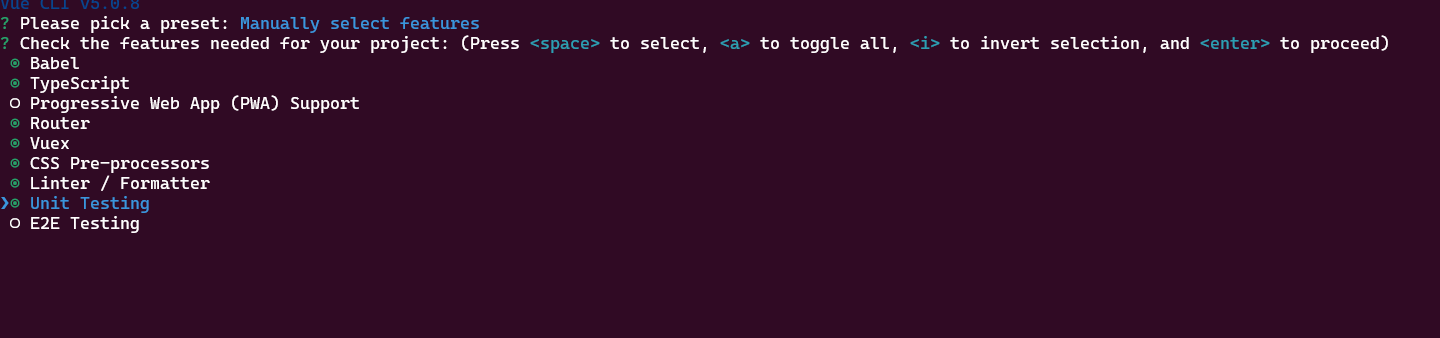 Vue CLI v5.0.8
? Please pick a preset: Manually select features
? Check the features needed for your project: (Press <space> to select, <a> to toggle all, <i> to invert selection, and <enter> to proceed)
◉ Babel
◉ TypeScript
◯ Progressive Web App (PWA) Support
◉ Router
◉ Vuex
◉ CSS Pre-processors
◉ Linter / Formatter
❯◉ Unit Testing
◯ E2E Testing